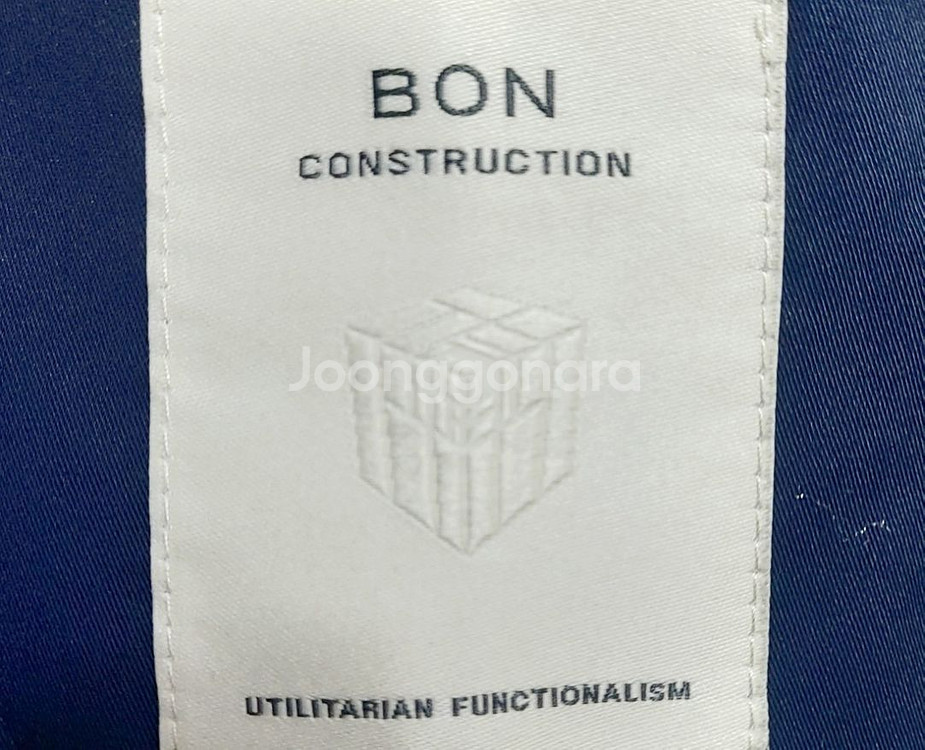 BON
CONSTRUCTION
Joonggonara
UTILITARIAN FUNCTIONALISM